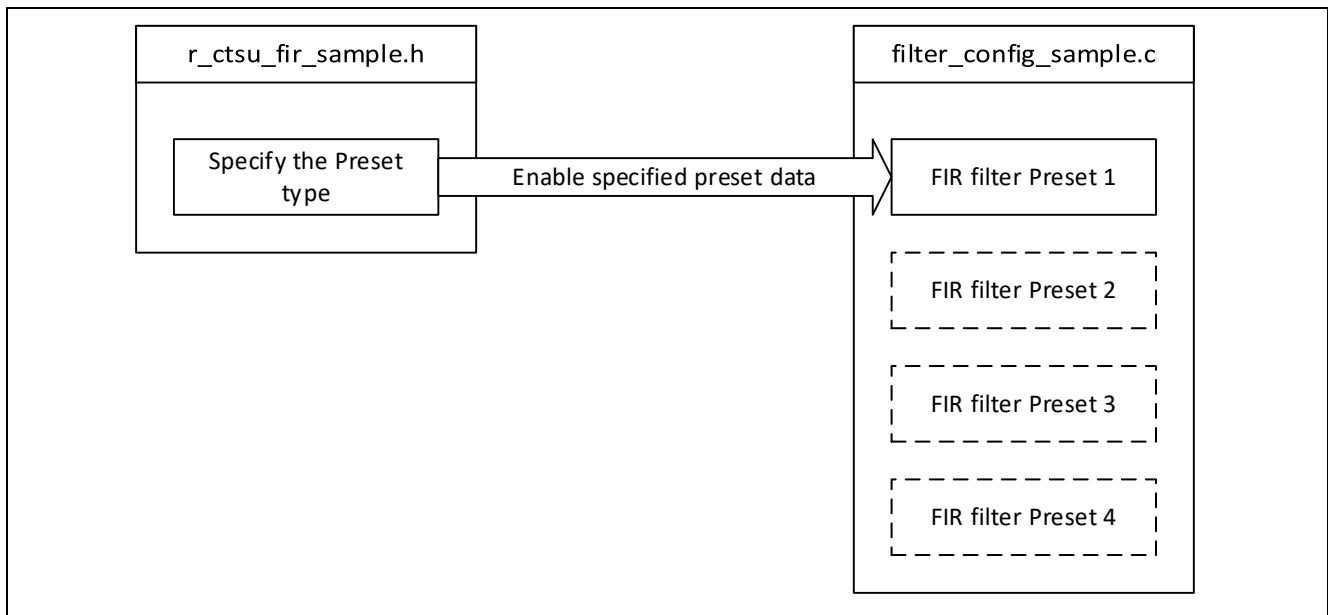 r_ctsu_fir_sample.h
Specify the Preset
type
Enable specified preset data
filter_config_sample.c
FIR filter Preset 1
FIR filter Preset 2
FIR filter Preset 3
FIR filter Preset 4